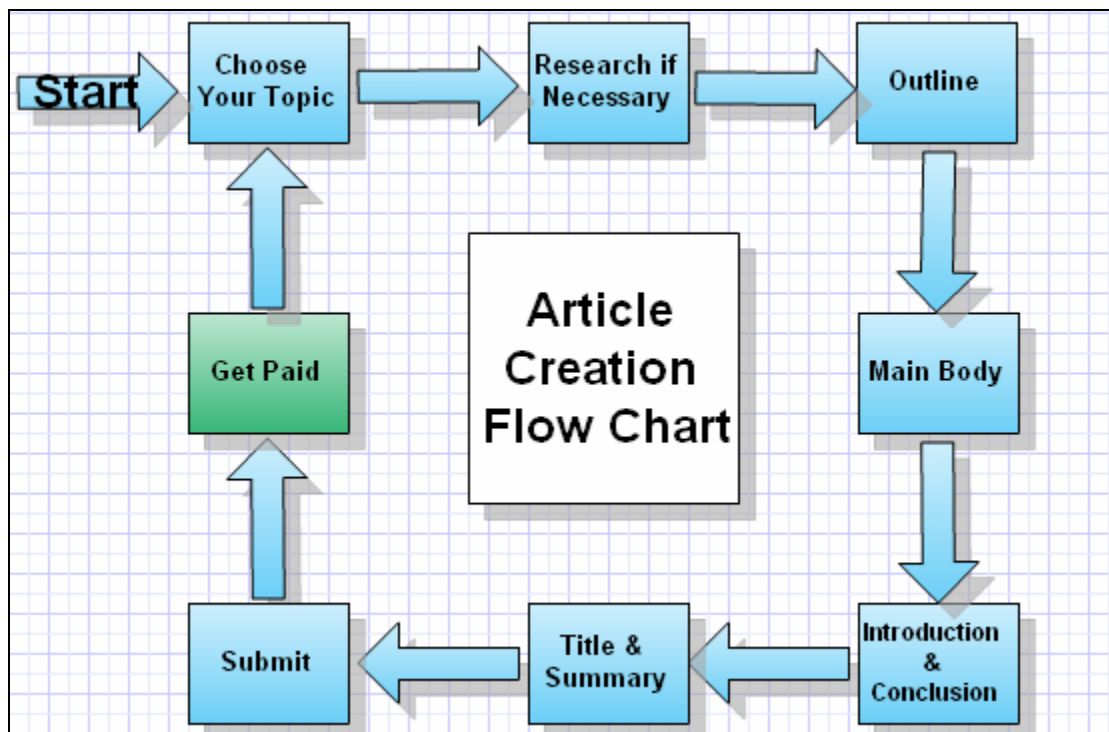 Start
Choose
Your Topic
Research if
Necessary
Outline
Article
Creation
Flow Chart
Get Paid
Main Body
Submit
Title &
Summary
Introduction
&
Conclusion